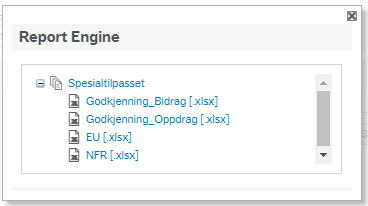 Report Engine
Spesialtilpasset
Godkjenning_Bidrag [.xlsx]
Godkjenning_Oppdrag [.xlsx]
EU [.xlsx]
NFR [.xlsx]